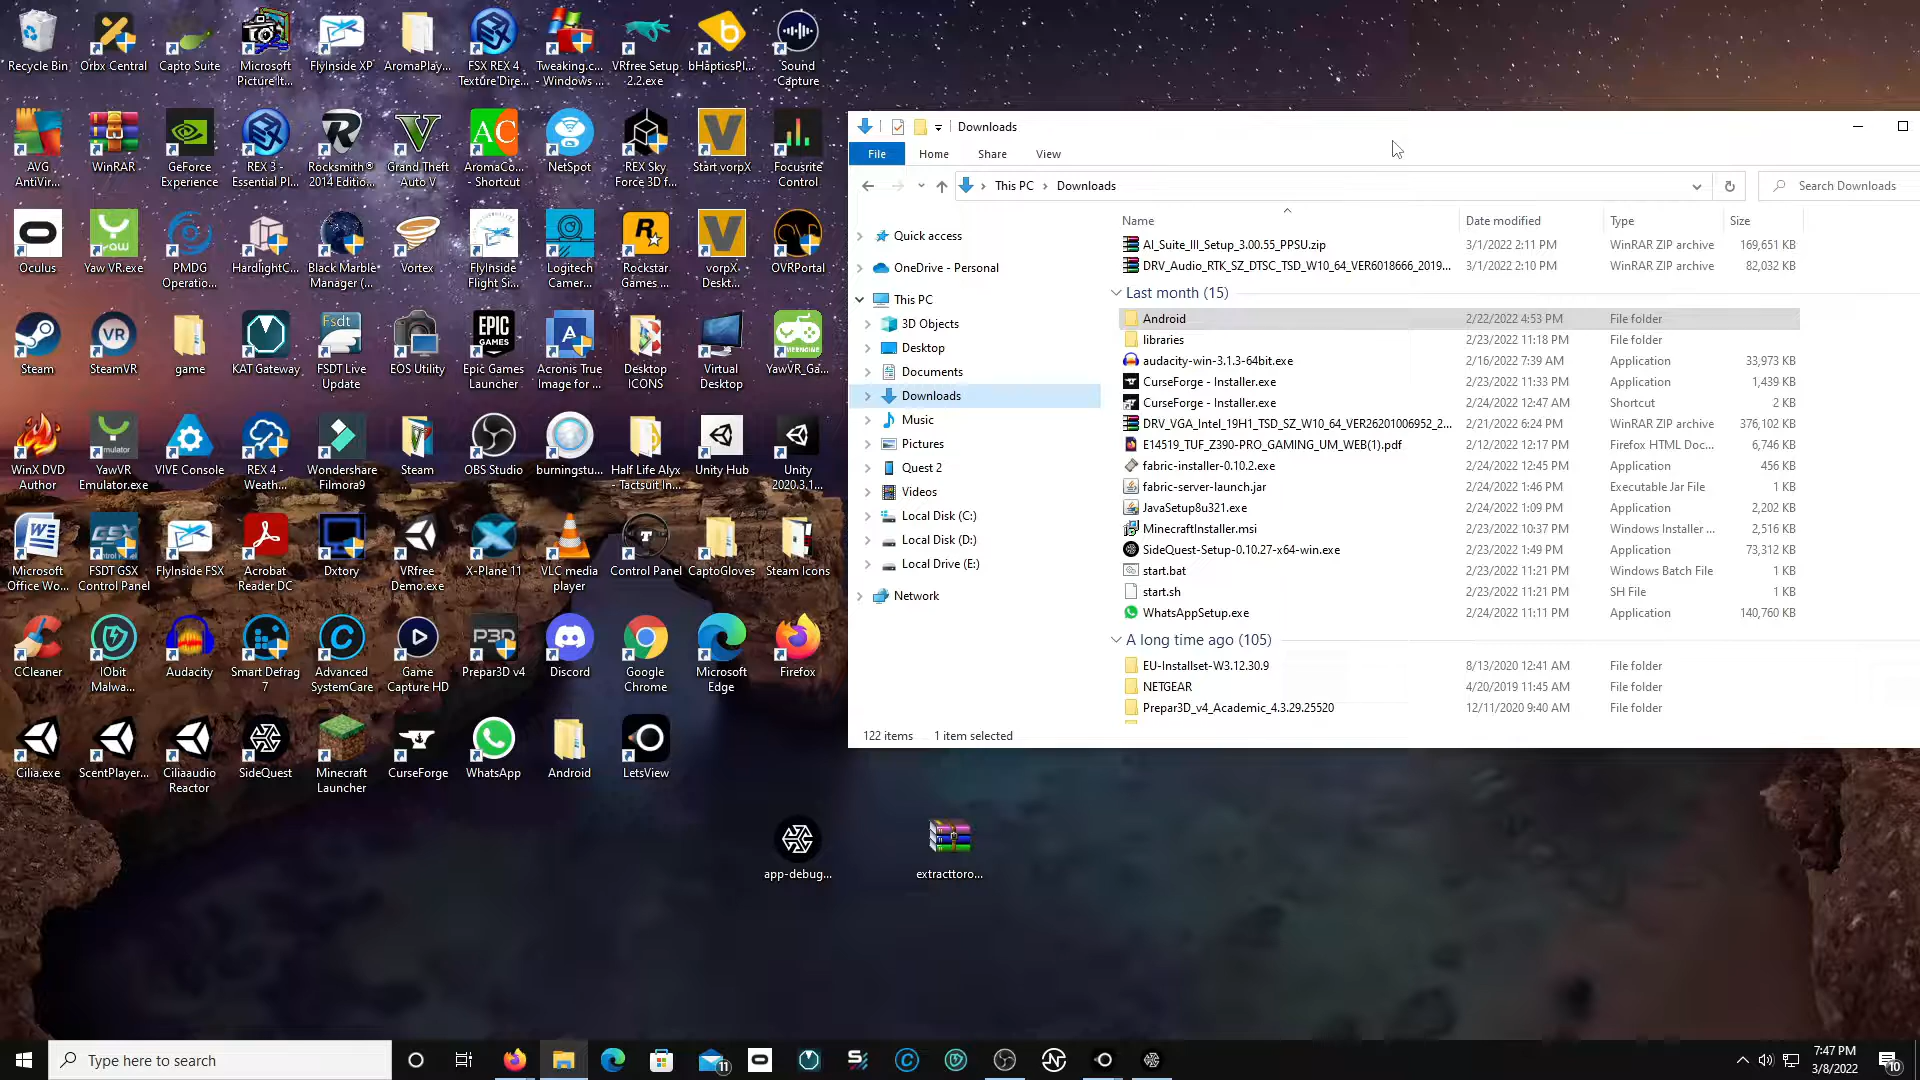 Recycle Bin
Orbx Central
Capto Suite
Microsoft
Picture It...
FlyInside XP
AromaPlay...
FSX REX 4
Texture Dire...
Tweaking.c...
- Windows ...
VRfree Setup
2.2.exe
bHapticsPl...
Sound
Capture
AVG
AntiVir...
WinRAR
GeForce
Experience
REX 3 -
Essential Pl...
Rocksmith®
2014 Editio...
Grand Theft
Auto V
AC
AromaCo...
- Shortcut
NetSpot
REX Sky
Force 3D f...
Start vorpX
Focusrite
Control
Oculus
yaw
Yaw VR.exe
PMDG
Operatio...
HardlightC...
Black Marble
Manager (...
Vortex
FlyInside
Flight Si...
Logitech
Camer...
Rockstar
Games ...
vorpX
Deskt...
OVRPortal
Steam
VR
SteamVR
game
KAT Gateway
Fsdt
FSDT Live
Update
EOS Utility
EPIC
GAMES
Epic Games
Launcher
Acronis True
Image for ...
Desktop
ICONS
Virtual
Desktop
YawVR_Ga...
WinX DVD
Author
mulator
YawVR
Emulator.exe
VIVE Console
REX 4 -
Weath...
Wondershare
Filmora9
Steam
OBS Studio
burningstu...
Half Life Alyx
- Tactsuit In...
Unity Hub
Unity
2020.3.1...
Microsoft
Office Wo...
GSX
FSDT GSX
Control Panel
FlyInside FSX
Acrobat
Reader DC
Dxtory
VRfree
Demo.exe
X-Plane 11
VLC media
player
Control Panel
CaptoGloves
Steam Icons
CCleaner
IObit
Malwa...
Audacity
Smart Defrag
7
Advanced
SystemCare
Game
Capture HD
P3D
Prepar3D v4
Discord
Google
Chrome
Microsoft
Edge
Firefox
Cilia.exe
ScentPlayer...
Ciliaaudio
Reactor
SideQuest
Minecraft
Launcher
CurseForge
WhatsApp
Android
LetsView
app-debug...
extracttoro...
Downloads
File
Home
Share
View
This PC
Downloads
Search Downloads
Quick access
OneDrive - Personal
This PC
3D Objects
Desktop
Documents
Downloads
Music
Pictures
Quest 2
Videos
Local Disk (C:)
Local Disk (D:)
Local Drive (E:)
Network
Name Date modified Type Size
AI_Suite_III_Setup_3.00.55_PPSU.zip 3/1/2022 2:11 PM WinRAR ZIP archive 169,651 KB
DRV_Audio_RTK_SZ_DTSC_TSD_W10_64_VER6018666_2019... 3/1/2022 2:10 PM WinRAR ZIP archive 82,032 KB
Last month (15)
Android 2/22/2022 4:53 PM File folder
libraries 2/23/2022 11:18 PM File folder
audacity-win-3.1.3-64bit.exe 2/16/2022 7:39 AM Application 33,973 KB
CurseForge - Installer.exe 2/23/2022 11:33 PM Application 1,439 KB
CurseForge - Installer.exe 2/24/2022 12:47 AM Shortcut 2 KB
DRV_VGA_Intel_19H1_TSD_SZ_W10_64_VER26201006952_2... 2/21/2022 6:24 PM WinRAR ZIP archive 376,102 KB
E14519_TUF_Z390-PRO_GAMING_UM_WEB(1).pdf 2/12/2022 12:17 PM Firefox HTML Doc... 6,746 KB
fabric-installer-0.10.2.exe 2/24/2022 12:45 PM Application 456 KB
fabric-server-launch.jar 2/24/2022 1:46 PM Executable Jar File 1 KB
JavaSetup8u321.exe 2/24/2022 1:09 PM Application 2,202 KB
MinecraftInstaller.msi 2/23/2022 10:37 PM Windows Installer ... 2,516 KB
SideQuest-Setup-0.10.27-x64-win.exe 2/23/2022 1:49 PM Application 73,312 KB
start.bat 2/23/2022 11:21 PM Windows Batch File 1 KB
start.sh 2/23/2022 11:21 PM SH File 1 KB
WhatsAppSetup.exe 2/24/2022 11:11 PM Application 140,760 KB
A long time ago (105)
EU-Installset-W3.12.30.9 8/13/2020 12:41 AM File folder
NETGEAR 4/20/2019 11:45 AM File folder
Prepar3D_v4_Academic_4.3.29.25520 12/11/2020 9:40 AM File folder
122 items 1 item selected
Type here to search
11
7:47 PM
3/8/2022
10